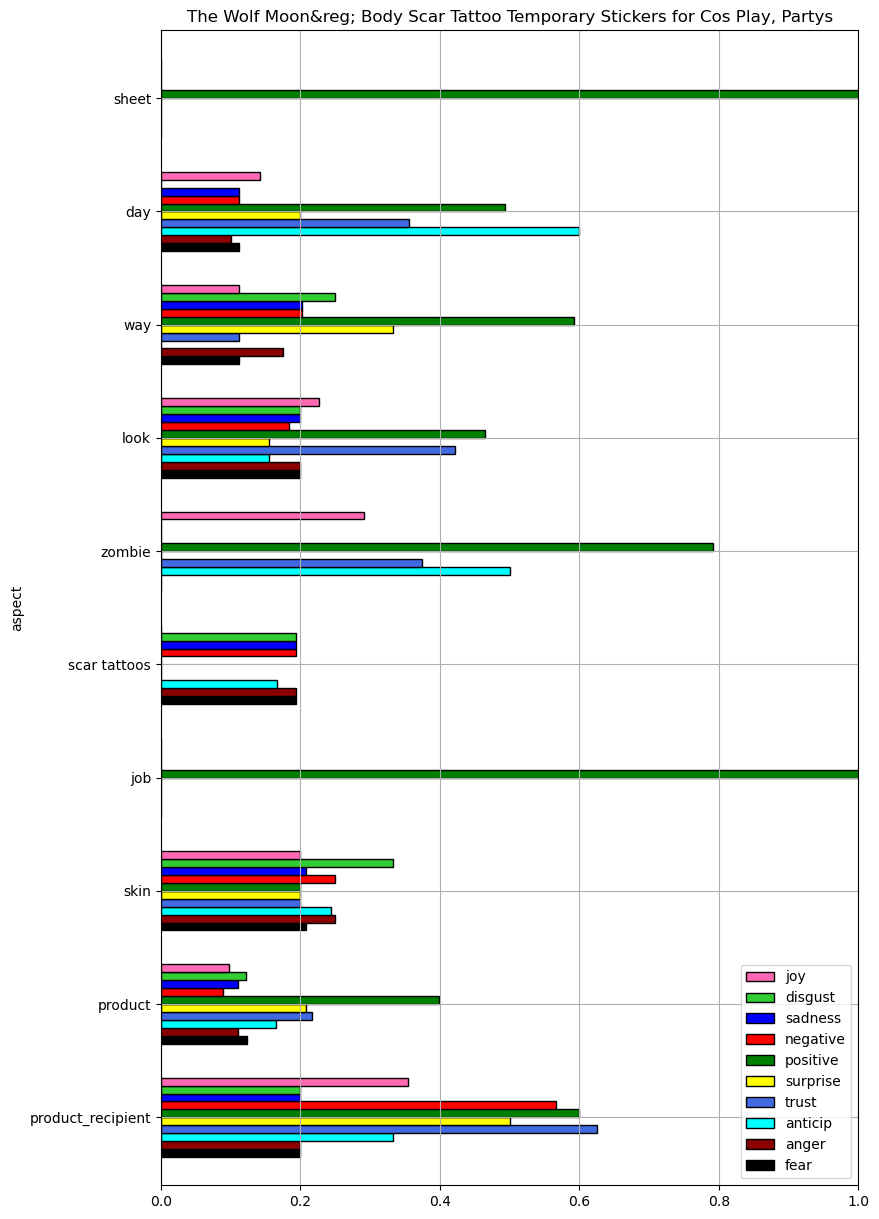 The Wolf Moon&reg; Body Scar Tattoo Temporary Stickers for Cos Play, Partys
sheet
day
way
look
zombie
scar tattoos
job
skin
product
product_recipient
aspect
joy
disgust
sadness
negative
positive
surprise
trust
anticip
anger
fear
0.0 0.2 0.4 0.6 0.8 1.0